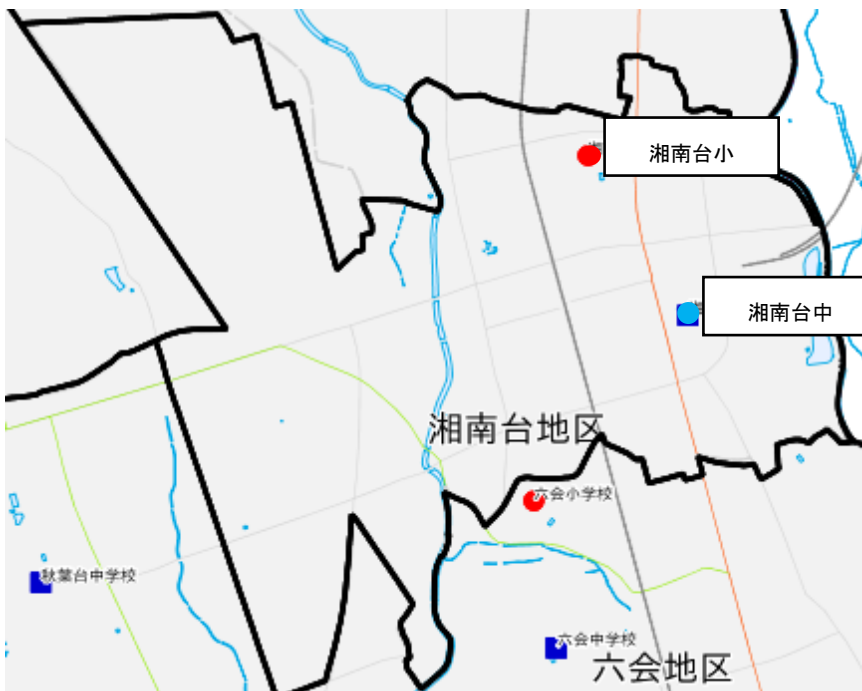 湘南台小
湘南台中
湘南台地区
六会小学校
秋葉台中学校
六会中学校
六会地区